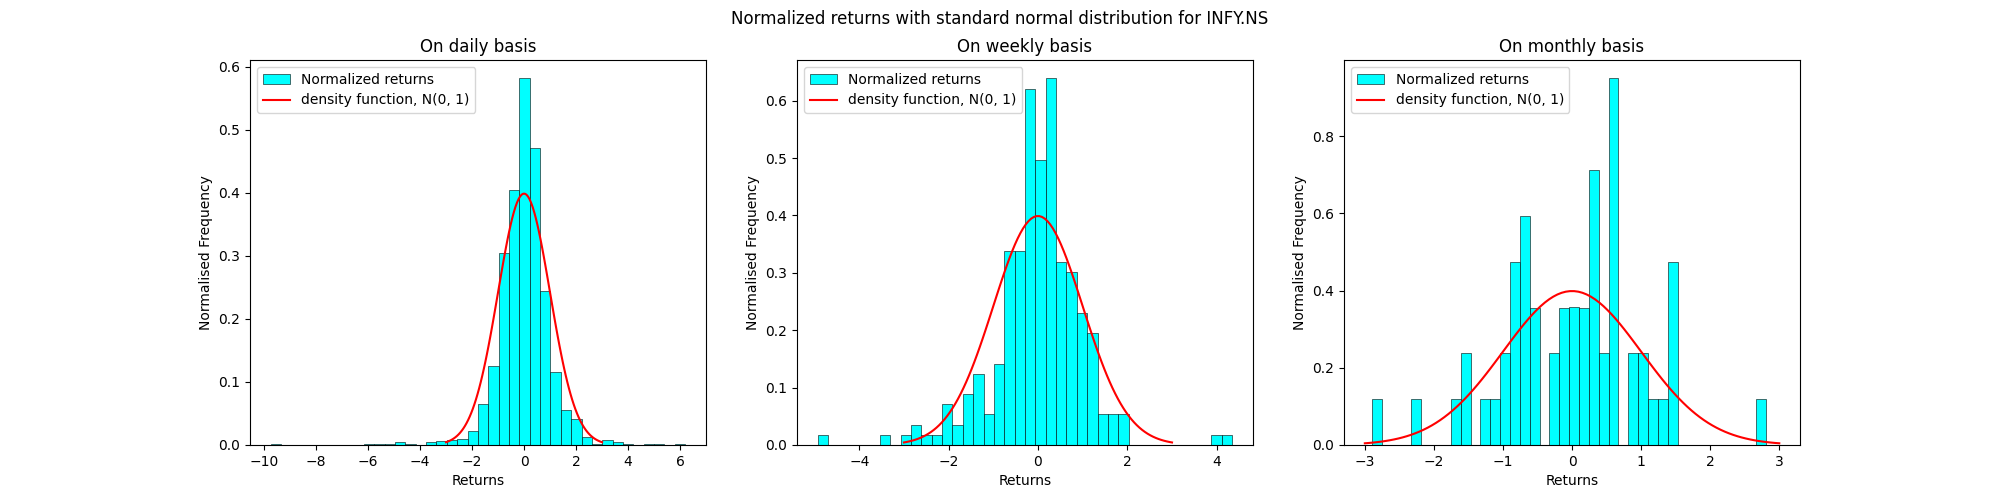 Normalized returns with standard normal distribution for INFY.NS
On daily basis
Normalized returns
density function, N(0, 1)
Normalised Frequency
0.6
0.5
0.4
0.3
0.2
0.1
0.0
−10 −8 −6 −4 −2 0 2 4 6
Returns
On weekly basis
Normalized returns
density function, N(0, 1)
Normalised Frequency
0.6
0.5
0.4
0.3
0.2
0.1
0.0
−4 −2 0 2 4
Returns
On monthly basis
Normalized returns
density function, N(0, 1)
Normalised Frequency
0.8
0.6
0.4
0.2
0.0
−3 −2 −1 0 1 2 3
Returns